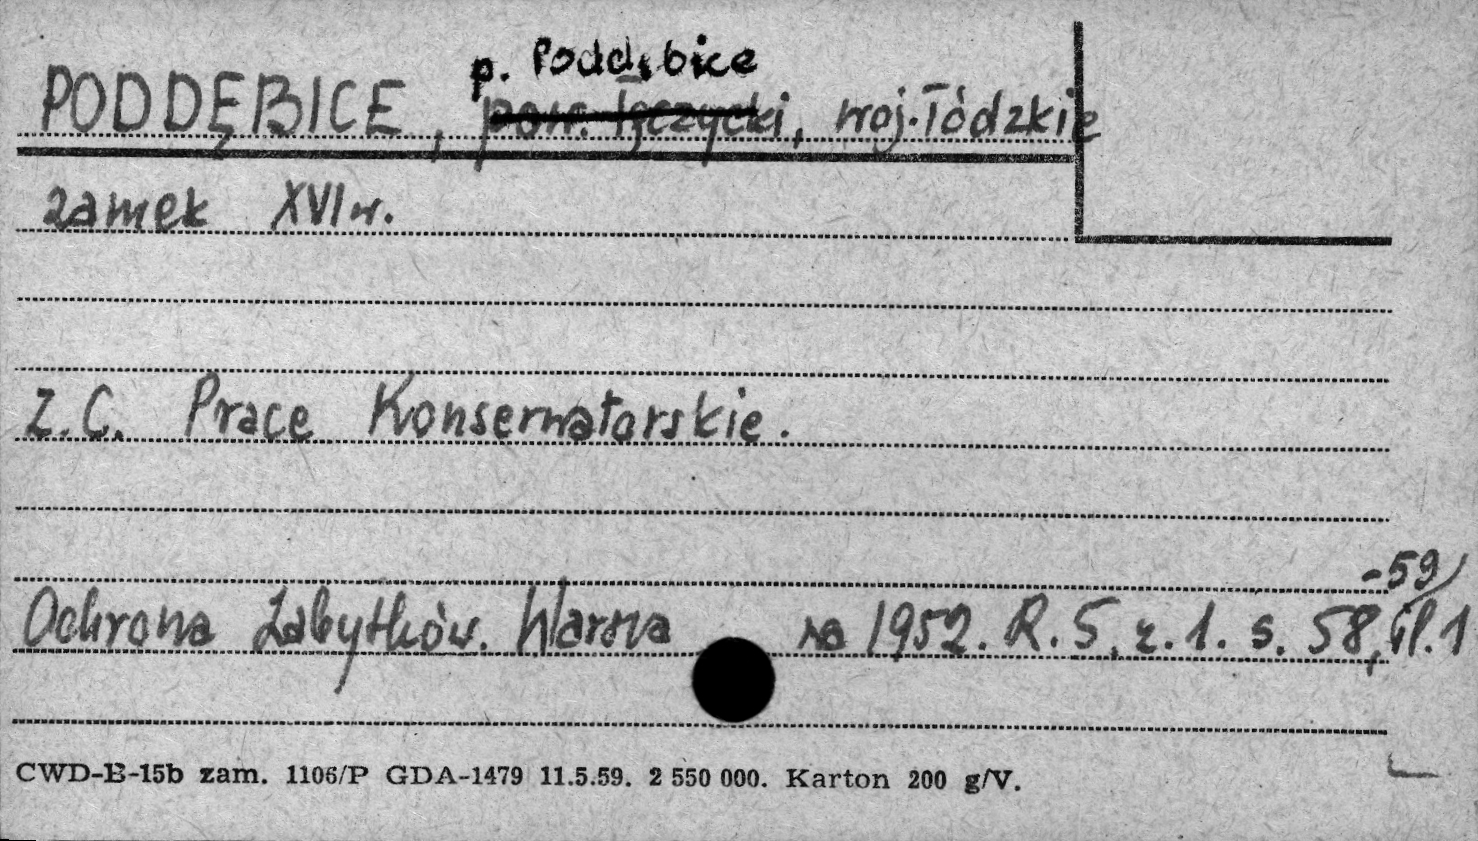 p. Poddębice
PODDĘBICE, pow. łęczycki, woj. łódzkie
zamek XVI w.
Z.C. Prace Konserwatorskie.
-59/
Ochrona Zabytków. Warszawa 1952. R.5, z.1. s. 58, il.1
CWD-B-15b zam. 1106/P GDA-1479 11.5.59. 2 550 000. Karton 200 g/V.